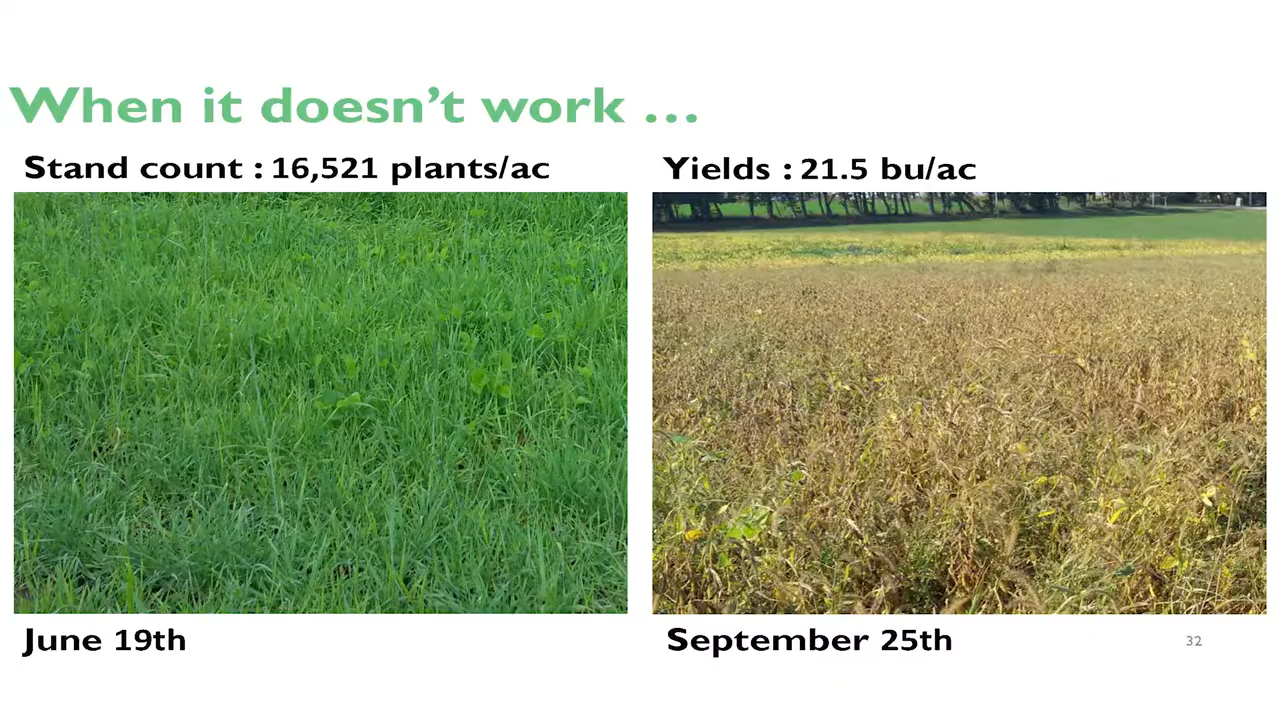 When it doesn’t work …
Stand count : 16,521 plants/ac
Yields : 21.5 bu/ac
June 19th
September 25th
32